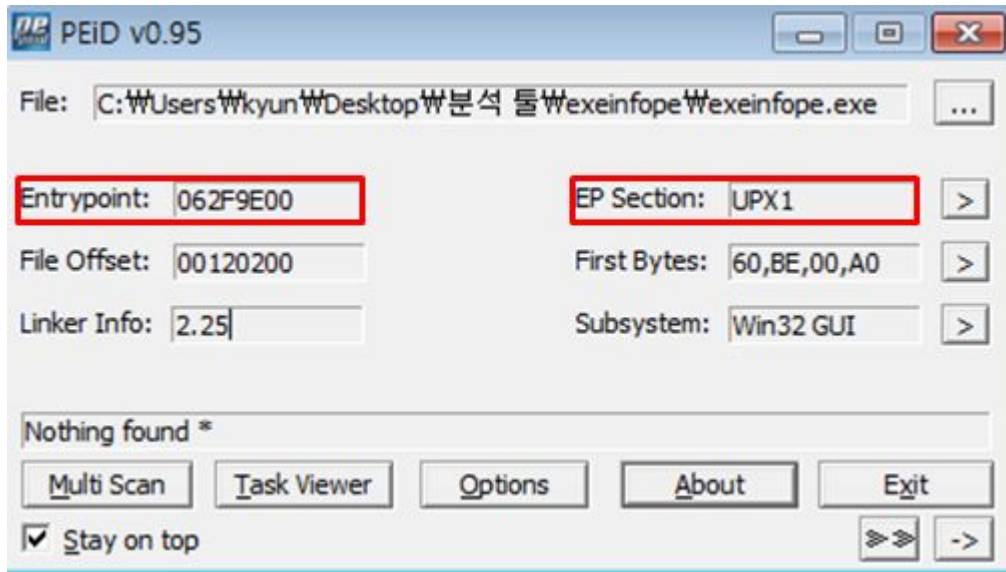 PEiD v0.95
File: C:₩Users₩kyun₩Desktop₩분석 툴₩exeinfope₩exeinfope.exe ...
Entrypoint: 062F9E00 EP Section: UPX1 >
File Offset: 00120200 First Bytes: 60,BE,00,A0 >
Linker Info: 2.25 Subsystem: Win32 GUI >
Nothing found *
Multi Scan Task Viewer Options About Exit
Stay on top >> ->